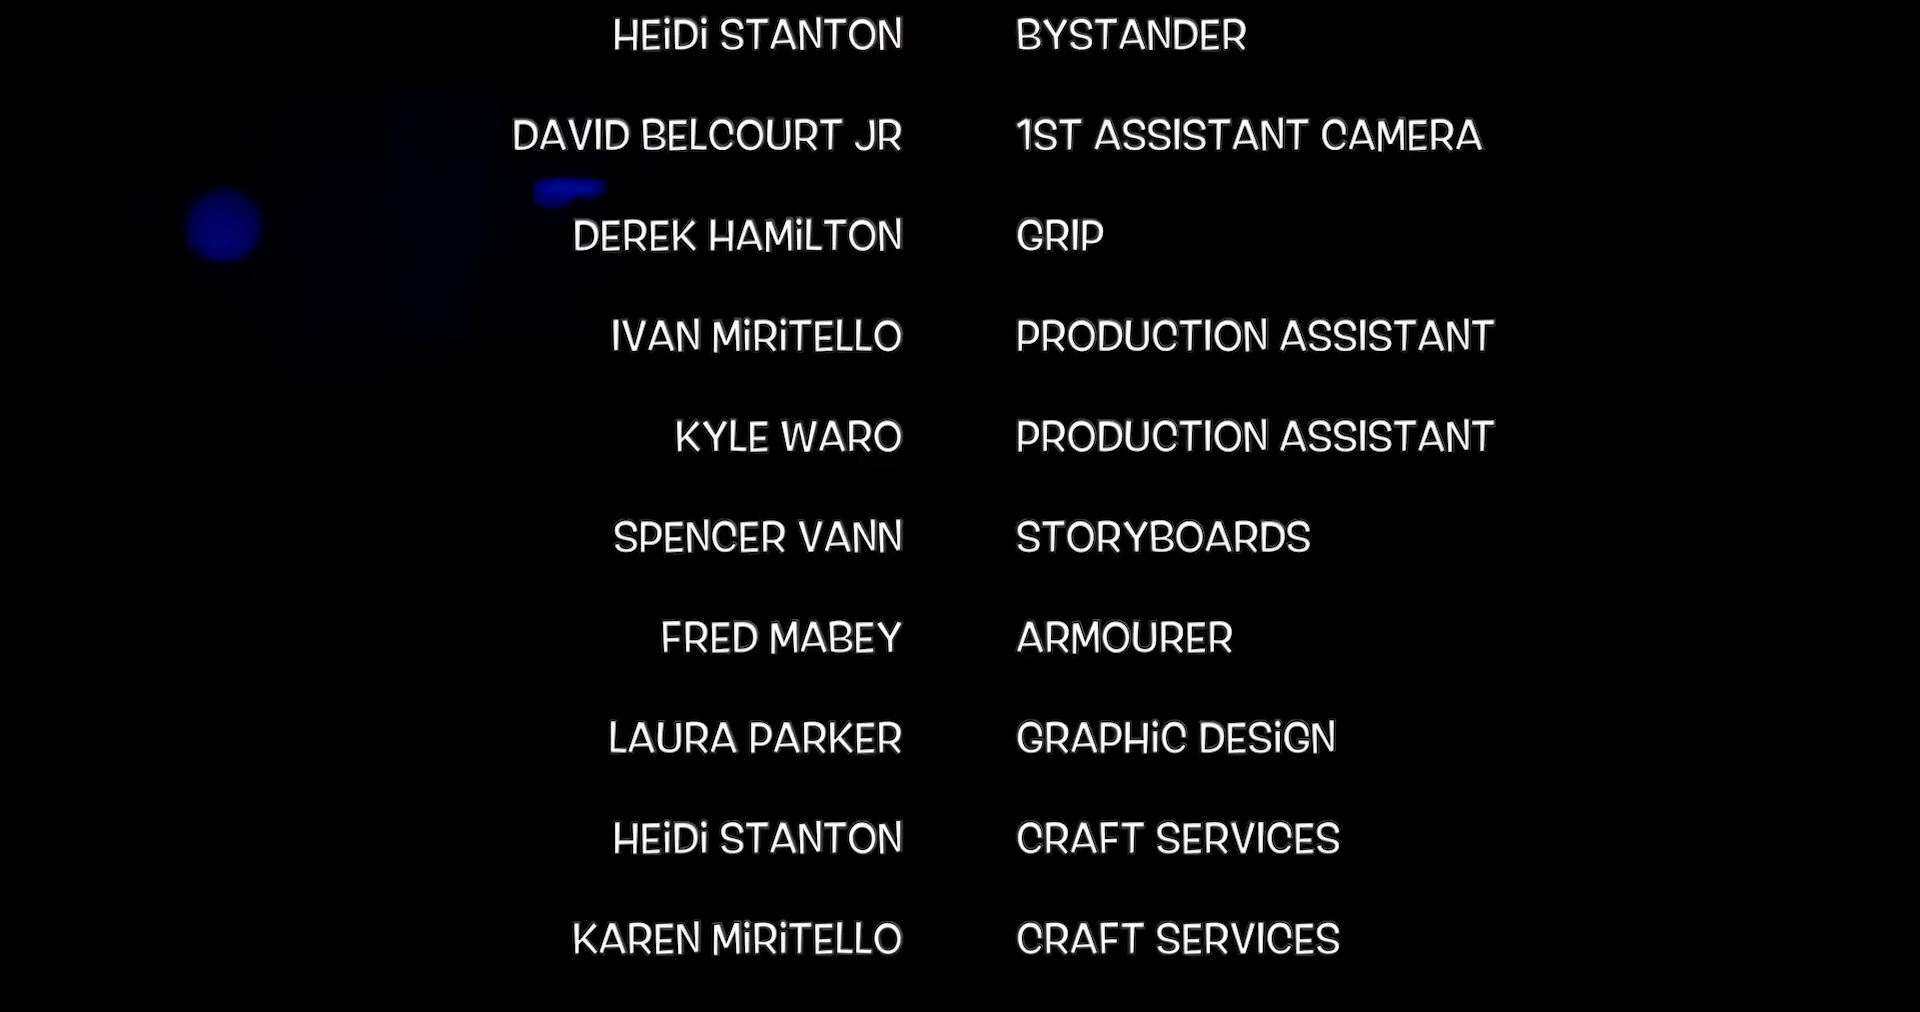 HEiDi STANTON BYSTANDER
DAVID BELCOURT JR 1ST ASSISTANT CAMERA
DEREK HAMiLTON GRIP
IVAN MiRiTELLO PRODUCTION ASSISTANT
KYLE WARO PRODUCTION ASSISTANT
SPENCER VANN STORYBOARDS
FRED MABEY ARMOURER
LAURA PARKER GRAPHiC DESiGN
HEiDi STANTON CRAFT SERVICES
KAREN MiRiTELLO CRAFT SERVICES